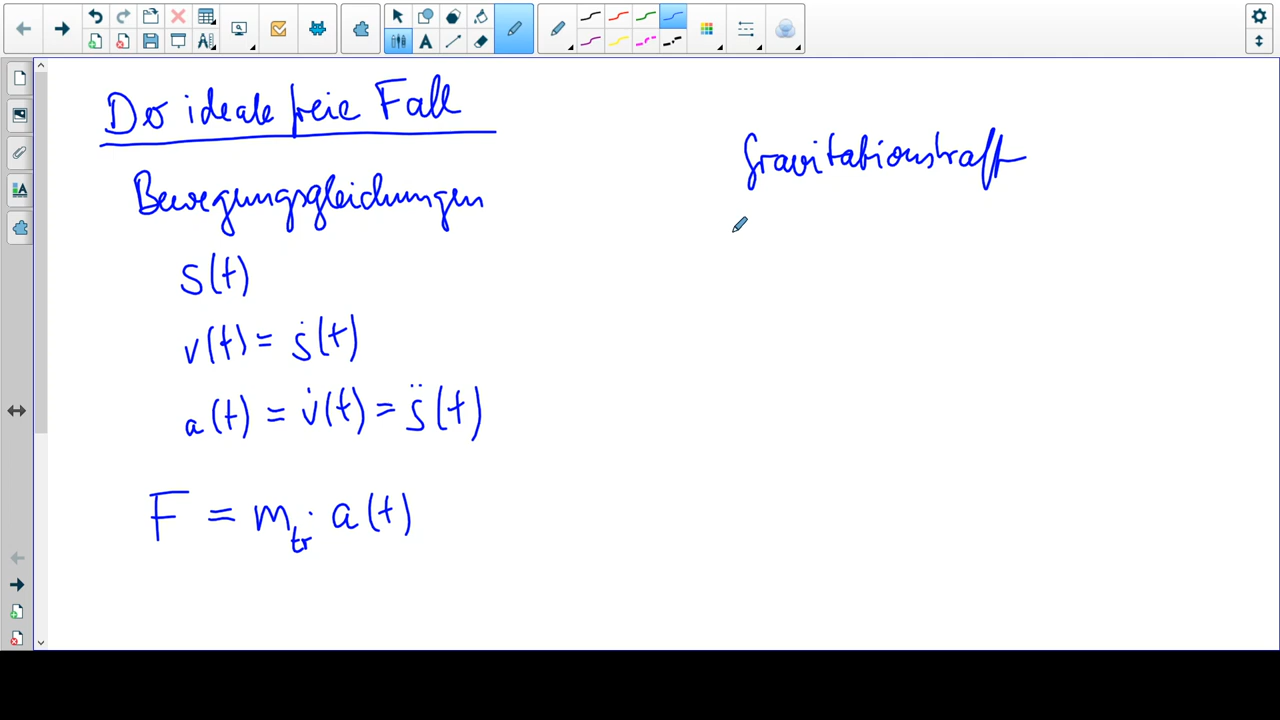 Der ideale freie Fall
Bewegungsgleichungen
s(t)
v(t) = ṡ(t)
a(t) = v̇(t) = s̈(t)
F = m_tr · a(t)
Gravitationskraft